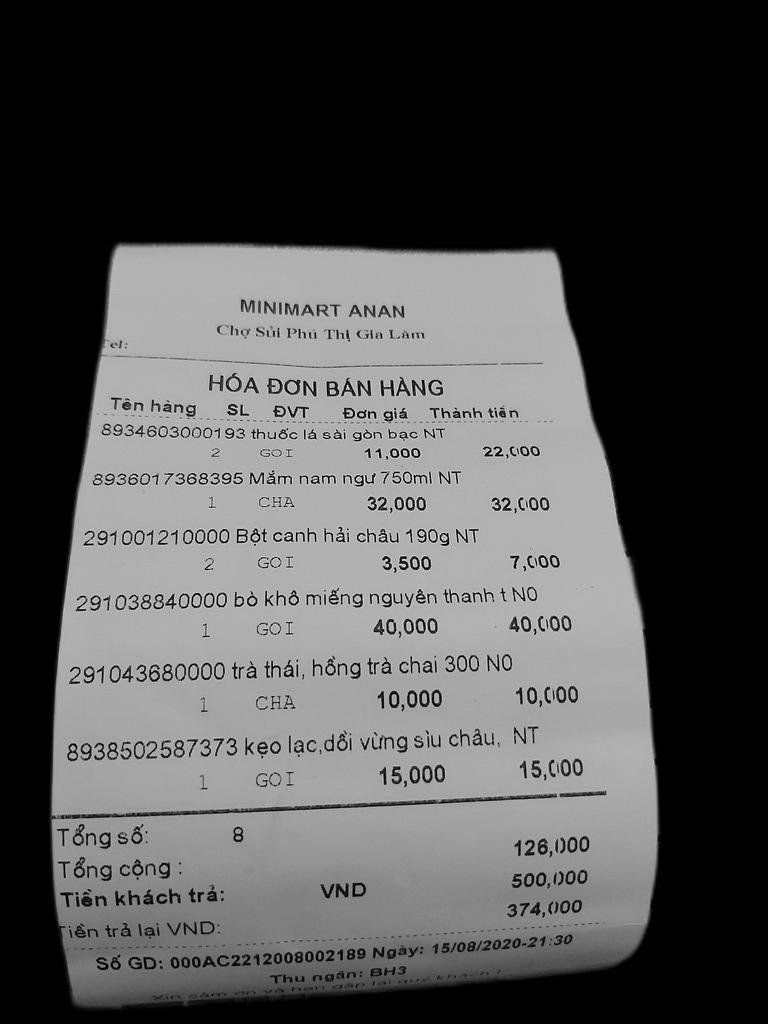 MINIMART ANAN
Chợ Sủi Phú Thị Gia Lâm
Tel:
HÓA ĐƠN BÁN HÀNG
Tên hàng SL ĐVT Đơn giá Thành tiền
8934603000193 thuốc lá sài gòn bạc NT
2 GOI 11,000 22,000
8936017368395 Mắm nam ngư 750ml NT
1 CHA 32,000 32,000
291001210000 Bột canh hải châu 190g NT
2 GOI 3,500 7,000
291038840000 bò khô miếng nguyên thanh t N0
1 GOI 40,000 40,000
291043680000 trà thái, hồng trà chai 300 N0
1 CHA 10,000 10,000
8938502587373 kẹo lạc,dồi vừng sìu châu, NT
1 GOI 15,000 15,000
Tổng số: 8
Tổng cộng : 126,000
Tiền khách trả: VND 500,000
Tiền trả lại VND: 374,000
Số GD: 000AC2212008002189 Ngày: 15/08/2020-21:30
Thu ngân: BH3
Xin cảm ơn và hẹn gặp lại quý khách !